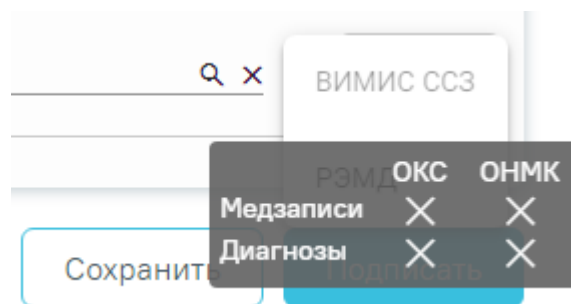 ВИМИС ССЗ
РЭМД
ОКС ОНМК
Медзаписи
Диагнозы
Сохранить
Подписать